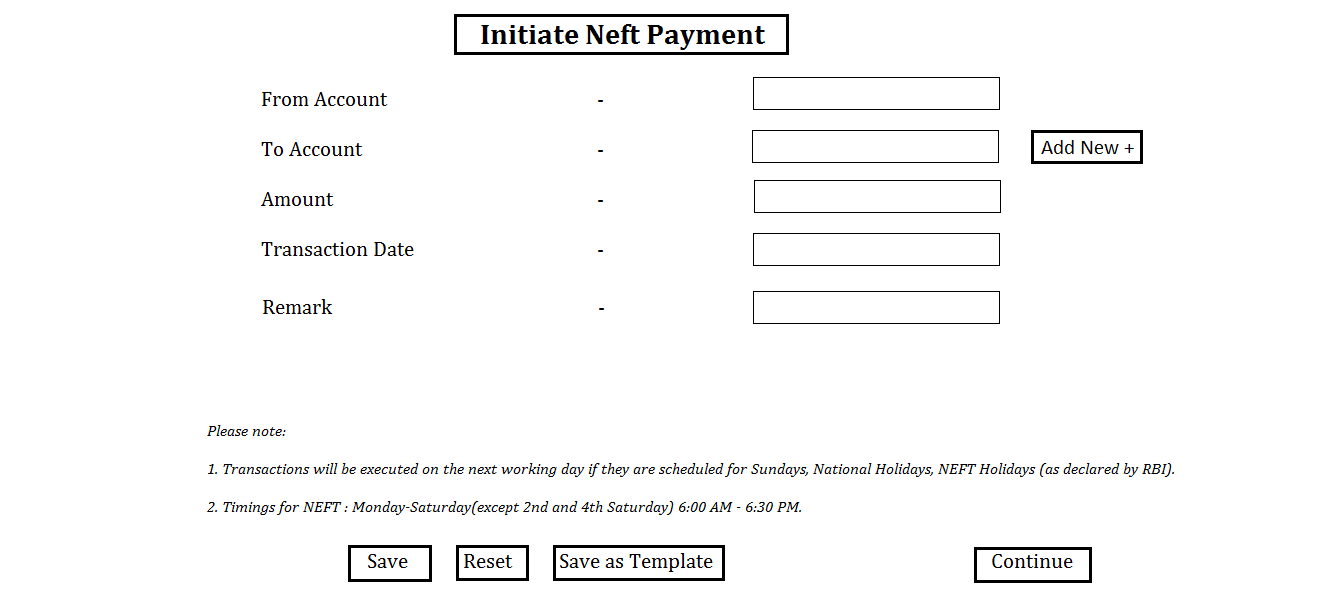 Initiate Neft Payment
From Account -
To Account - Add New +
Amount -
Transaction Date -
Remark -
Please note:
1. Transactions will be executed on the next working day if they are scheduled for Sundays, National Holidays, NEFT Holidays (as declared by RBI).
2. Timings for NEFT : Monday-Saturday(except 2nd and 4th Saturday) 6:00 AM - 6:30 PM.
Save Reset Save as Template Continue